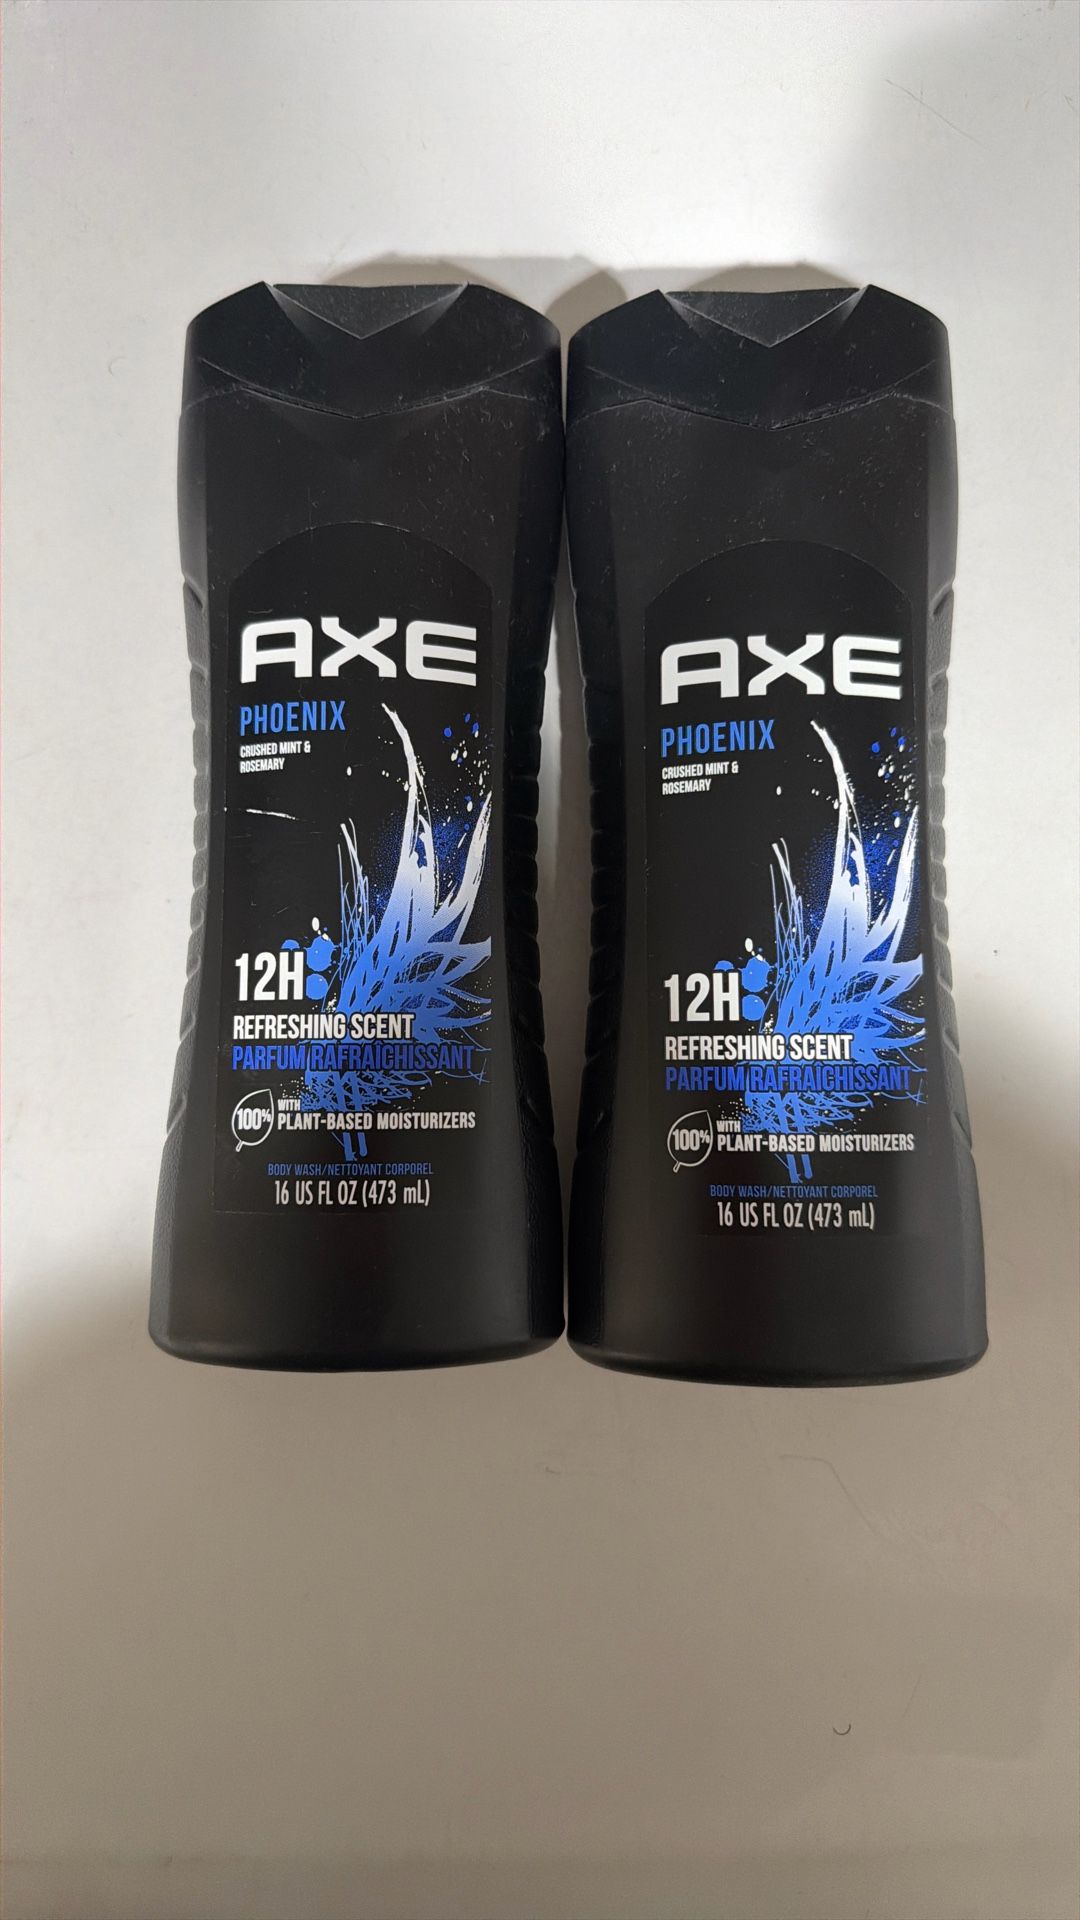 AXE
PHOENIX
CRUSHED MINT &
ROSEMARY
12H
REFRESHING SCENT
PARFUM RAFRAÎCHISSANT
100%
WITH
PLANT-BASED MOISTURIZERS
BODY WASH/NETTOYANT CORPOREL
16 US FL OZ (473 mL)
AXE
PHOENIX
CRUSHED MINT &
ROSEMARY
12H
REFRESHING SCENT
PARFUM RAFRAÎCHISSANT
100%
WITH
PLANT-BASED MOISTURIZERS
BODY WASH/NETTOYANT CORPOREL
16 US FL OZ (473 mL)